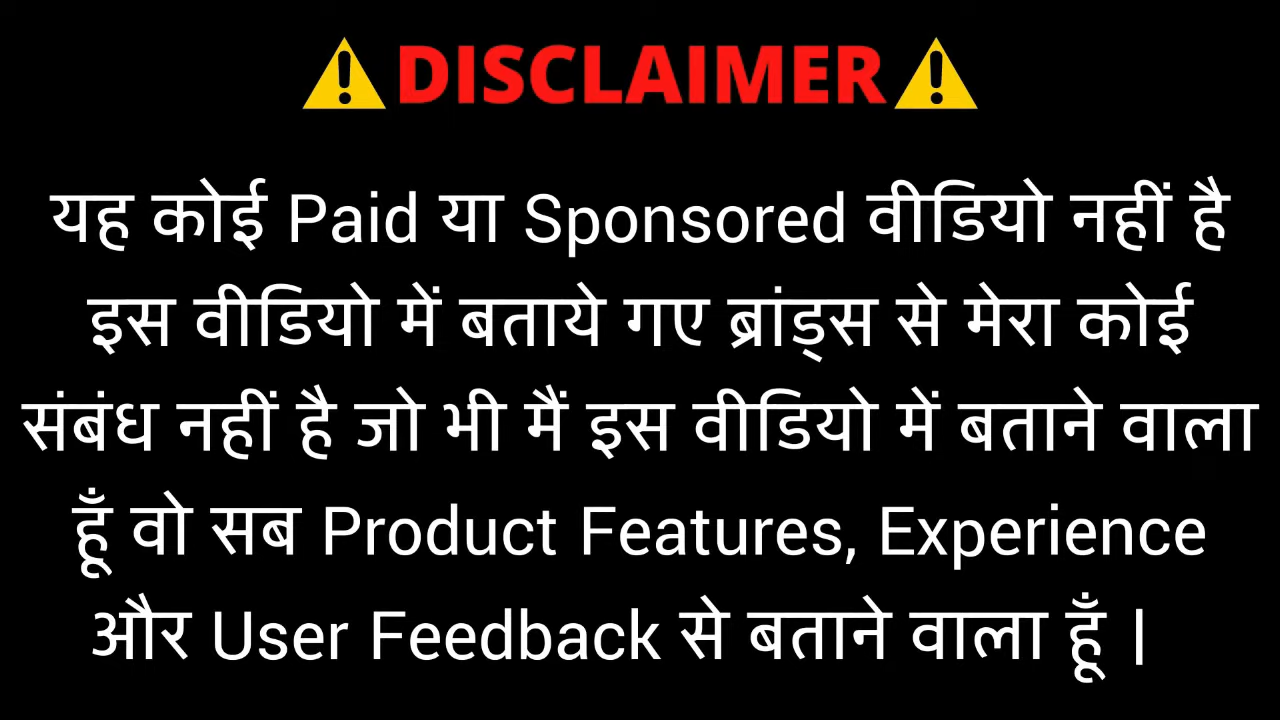 ⚠DISCLAIMER⚠
यह कोई Paid या Sponsored वीडियो नहीं है
इस वीडियो में बताये गए ब्रांड्स से मेरा कोई
संबंध नहीं है जो भी मैं इस वीडियो में बताने वाला
हूँ वो सब Product Features, Experience
और User Feedback से बताने वाला हूँ |